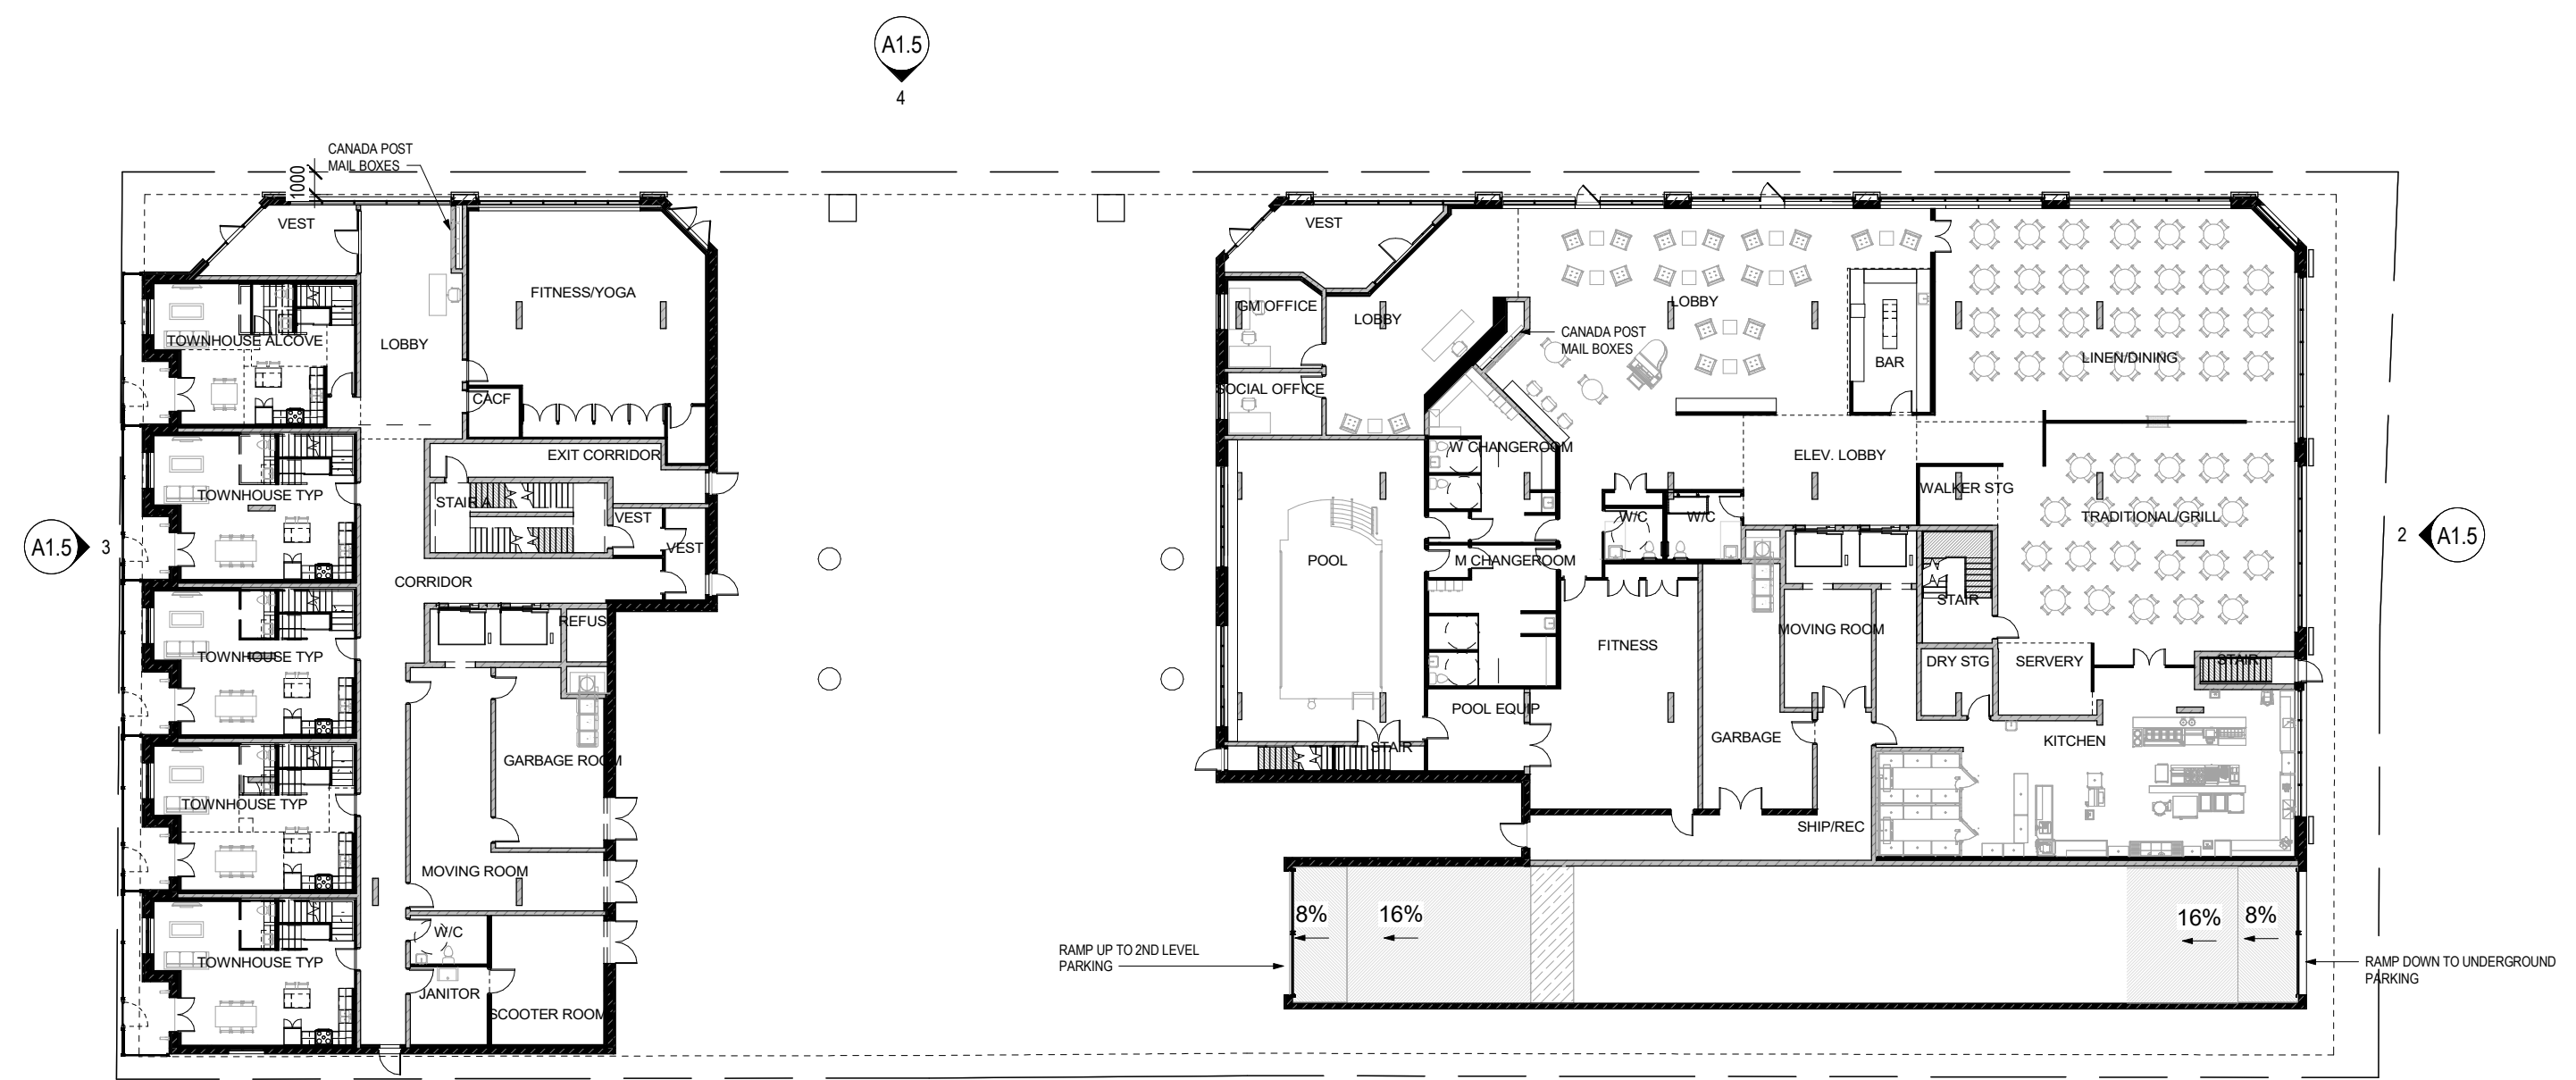 A1.5
4
CANADA POST
MAIL BOXES
1000
VEST
FITNESS/YOGA
TOWNHOUSE ALCOVE
LOBBY
CACF
EXIT CORRIDOR
TOWNHOUSE TYP
STAIR A
VEST
VEST
A1.5
3
CORRIDOR
REFUS
TOWNHOUSE TYP
GARBAGE ROOM
TOWNHOUSE TYP
MOVING ROOM
W/C
TOWNHOUSE TYP
JANITOR
SCOOTER ROOM
VEST
GM OFFICE
LOBBY
LOBBY
CANADA POST
MAIL BOXES
BAR
LINEN/DINING
SOCIAL OFFICE
W CHANGEROOM
ELEV. LOBBY
WALKER STG
W/C
W/C
TRADITIONAL/GRILL
2
A1.5
POOL
M CHANGEROOM
STAIR
MOVING ROOM
FITNESS
DRY STG
SERVERY
STAIR
POOL EQUIP
STAIR
GARBAGE
KITCHEN
SHIP/REC
8%
16%
16%
8%
RAMP UP TO 2ND LEVEL
PARKING
RAMP DOWN TO UNDERGROUND
PARKING